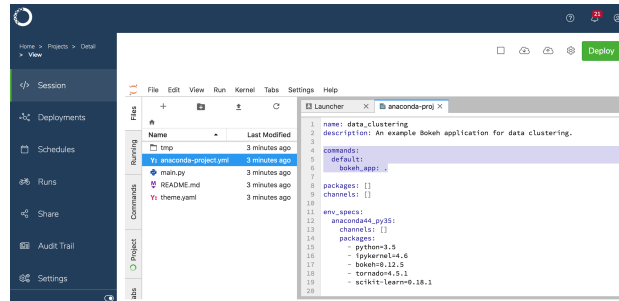 21
Home > Projects > Detail
> View
Deploy
Session
Deployments
Schedules
Runs
Share
Audit Trail
Settings
File Edit View Run Kernel Tabs Settings Help
Files
Running
Commands
Project
Tabs
Name Last Modified
tmp 3 minutes ago
Y: anaconda-project.yml 3 minutes ago
main.py 3 minutes ago
README.md 3 minutes ago
Y: theme.yaml 3 minutes ago
Launcher × anaconda-proj ×
1 name: data_clustering
2 description: An example Bokeh application for data clustering.
3
4 commands:
5 default:
6 bokeh_app: .
7
8 packages: []
9 channels: []
10
11 env_specs:
12 anaconda44_py35:
13 channels: []
14 packages:
15 - python=3.5
16 - ipykernel=4.6
17 - bokeh=0.12.5
18 - tornado=4.5.1
19 - scikit-learn=0.18.1
20